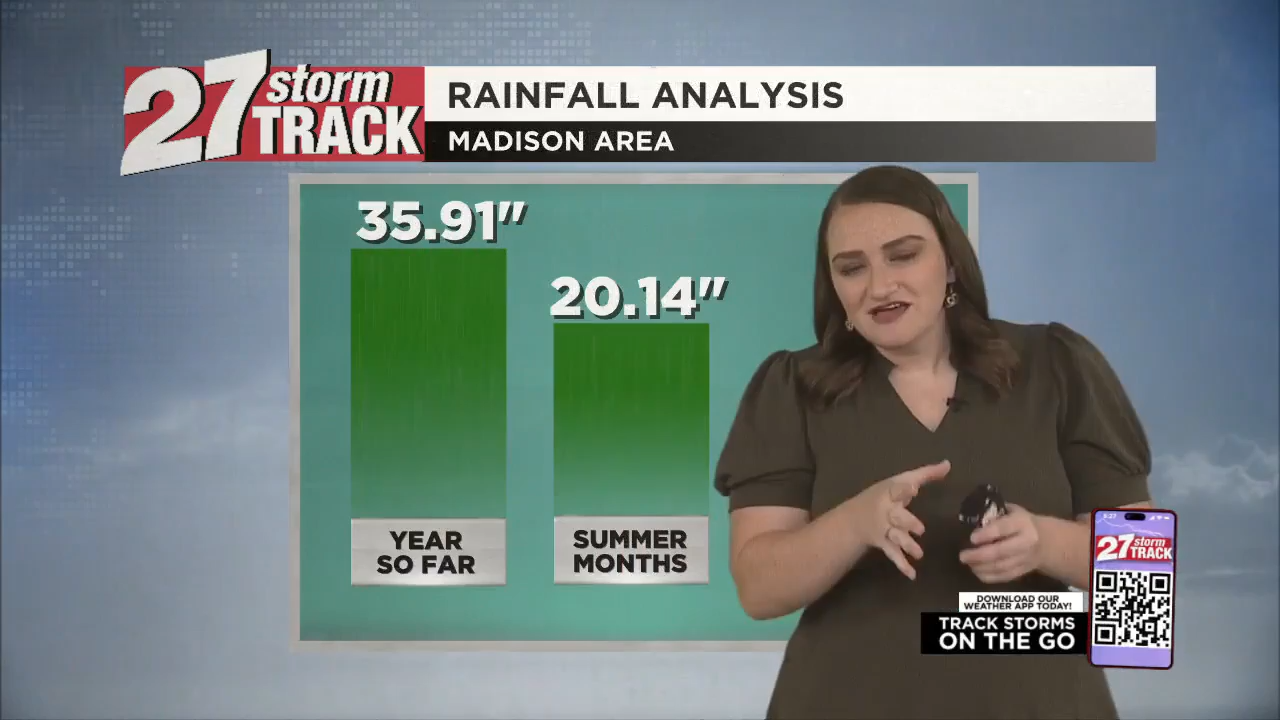 27 storm TRACK
RAINFALL ANALYSIS
MADISON AREA
35.91"
20.14"
YEAR
SO FAR
SUMMER
MONTHS
27 storm TRACK
DOWNLOAD OUR
WEATHER APP TODAY!
TRACK STORMS
ON THE GO